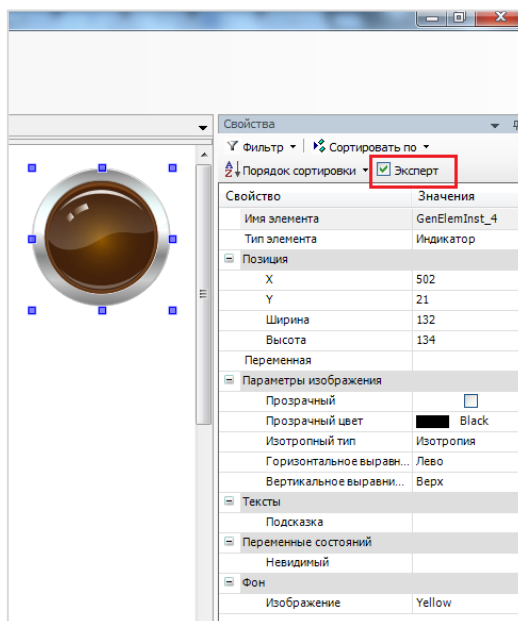 Свойства
Фильтр Сортировать по
Порядок сортировки Эксперт
Свойство Значения
Имя элемента GenElemInst_4
Тип элемента Индикатор
Позиция
X 502
Y 21
Ширина 132
Высота 134
Переменная
Параметры изображения
Прозрачный
Прозрачный цвет Black
Изотропный тип Изотропия
Горизонтальное выравн... Лево
Вертикальное выравни... Верх
Тексты
Подсказка
Переменные состояний
Невидимый
Фон
Изображение Yellow